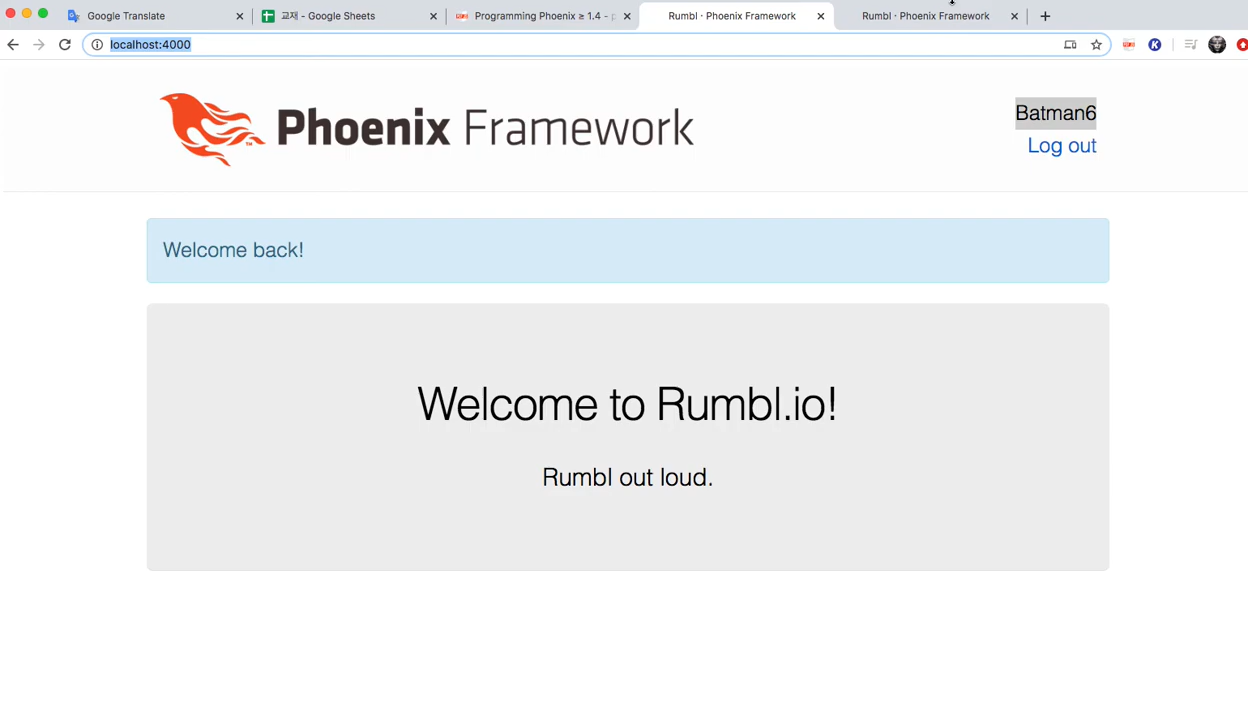 Google Translate
교재 - Google Sheets
Programming Phoenix ≥ 1.4 -
Rumbl · Phoenix Framework
Rumbl · Phoenix Framework
localhost:4000
Phoenix Framework
Batman6
Log out
Welcome back!
Welcome to Rumbl.io!
Rumbl out loud.